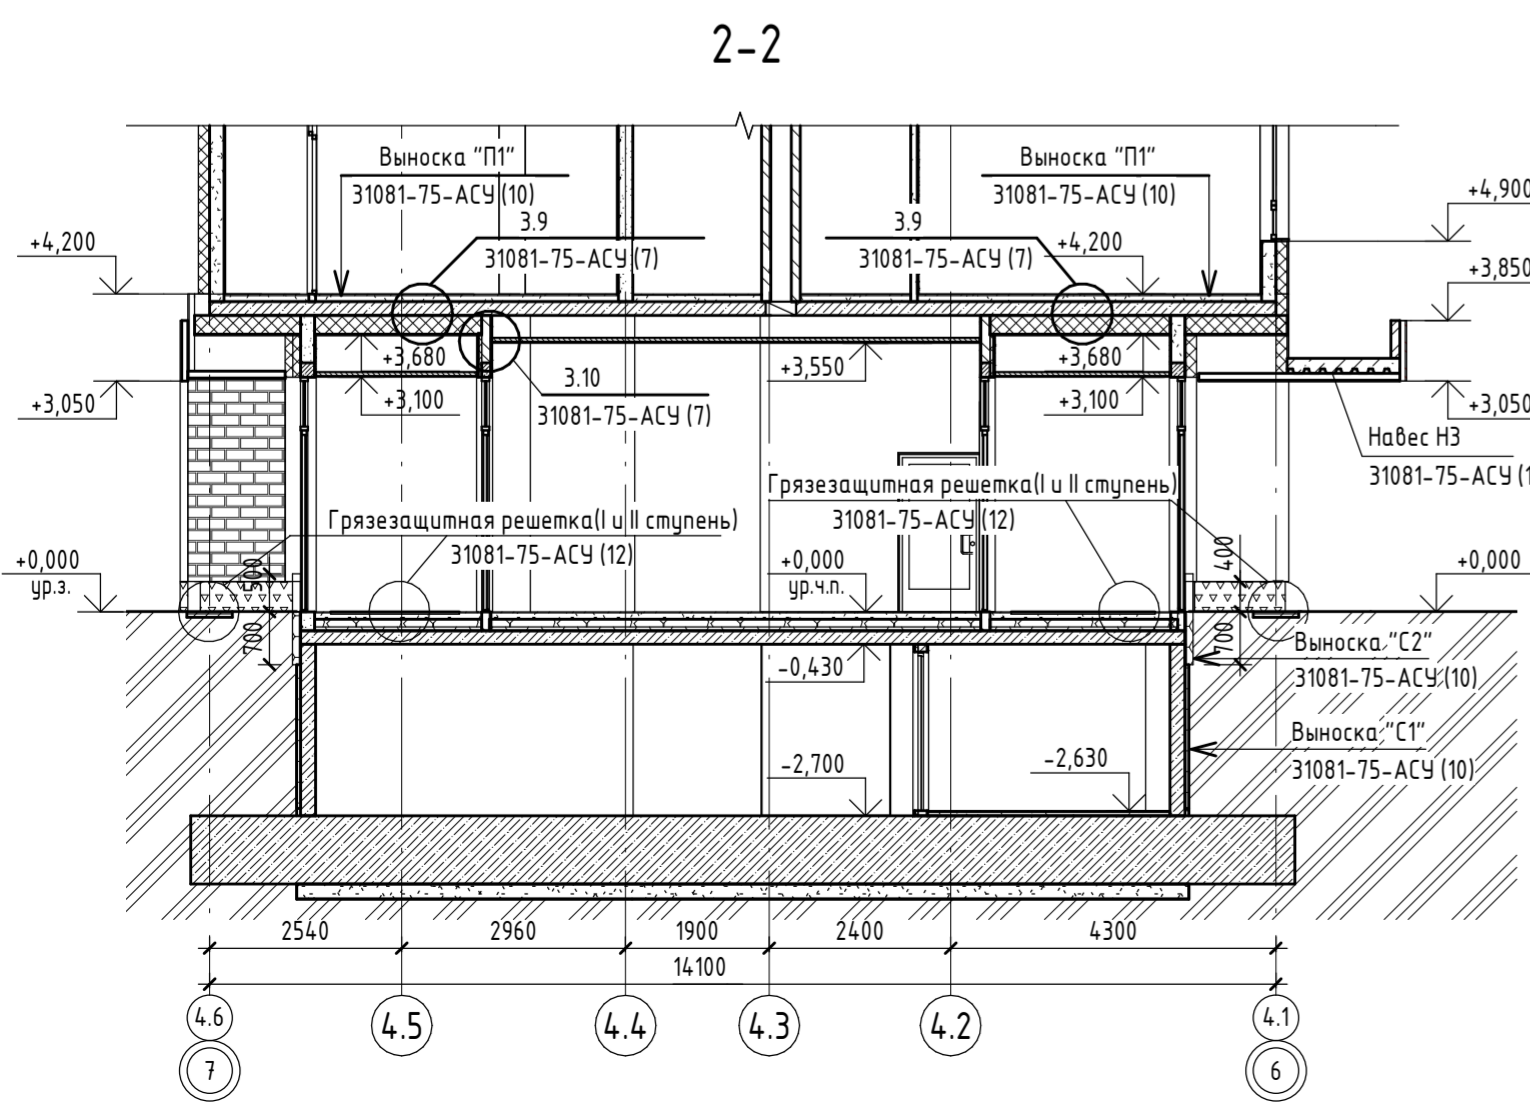 2-2
Выноска "П1"
31081-75-АСУ (10)
Выноска "П1"
31081-75-АСУ (10)
+4,900
3.9
31081-75-АСУ (7)
3.9
31081-75-АСУ (7)
+4,200
+4,200
+3,850
+3,680
+3,550
+3,680
+3,100
3.10
31081-75-АСУ (7)
+3,100
+3,050
+3,050
Навес Н3
31081-75-АСУ
Грязезащитная решетка(I и II ступень)
31081-75-АСУ (12)
Грязезащитная решетка(I и II ступень)
31081-75-АСУ (12)
+0,000
ур.з.
500
700
+0,000
ур.ч.п.
400
700
+0,000
Выноска "С2"
31081-75-АСУ (10)
-0,430
Выноска "С1"
31081-75-АСУ (10)
-2,700
-2,630
2540
2960
1900
2400
4300
14100
4.6
4.5
4.4
4.3
4.2
4.1
7
6